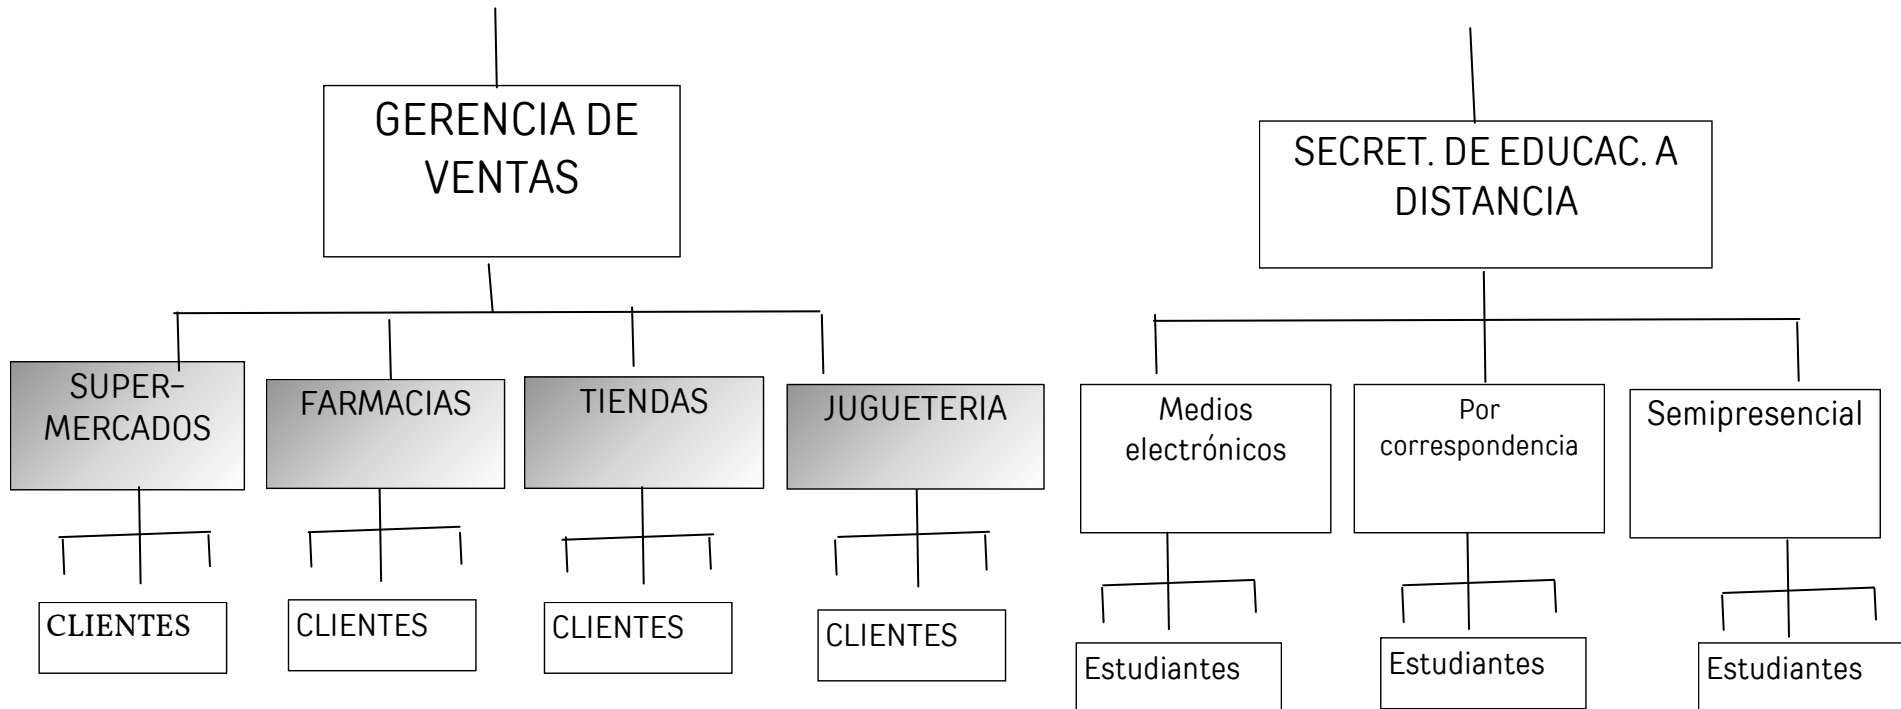 GERENCIA DE
VENTAS
SUPER-
MERCADOS
FARMACIAS
TIENDAS
JUGUETERIA
CLIENTES
CLIENTES
CLIENTES
CLIENTES
SECRET. DE EDUCAC. A
DISTANCIA
Medios
electrónicos
Por
correspondencia
Semipresencial
Estudiantes
Estudiantes
Estudiantes